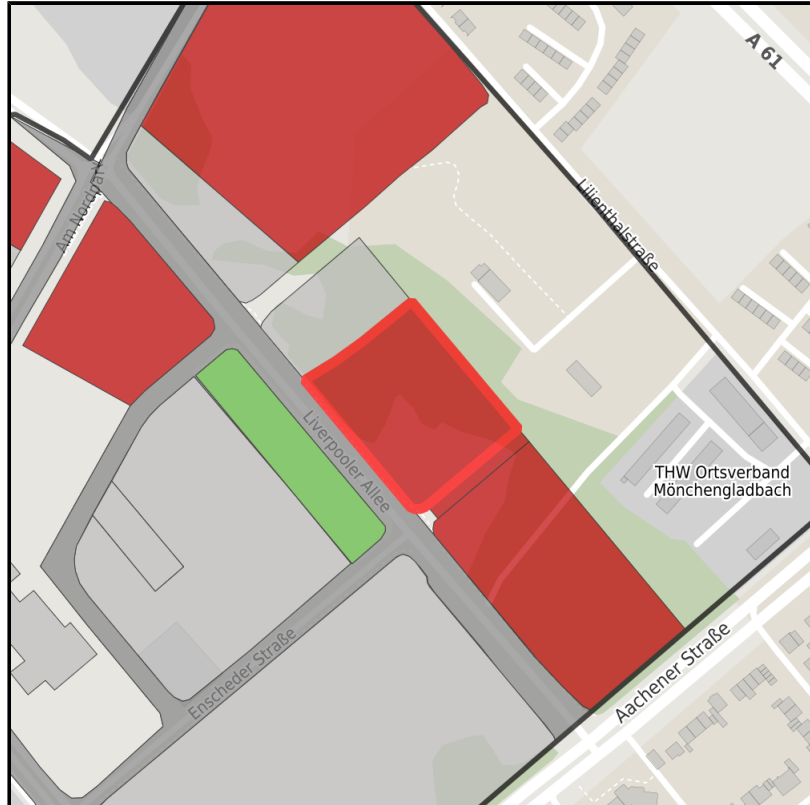 A 61
Am Nordpark
Lilienthalstraße
Liverpooler Allee
THW Ortsverband
Mönchengladbach
Enscheder Straße
Aachener Straße